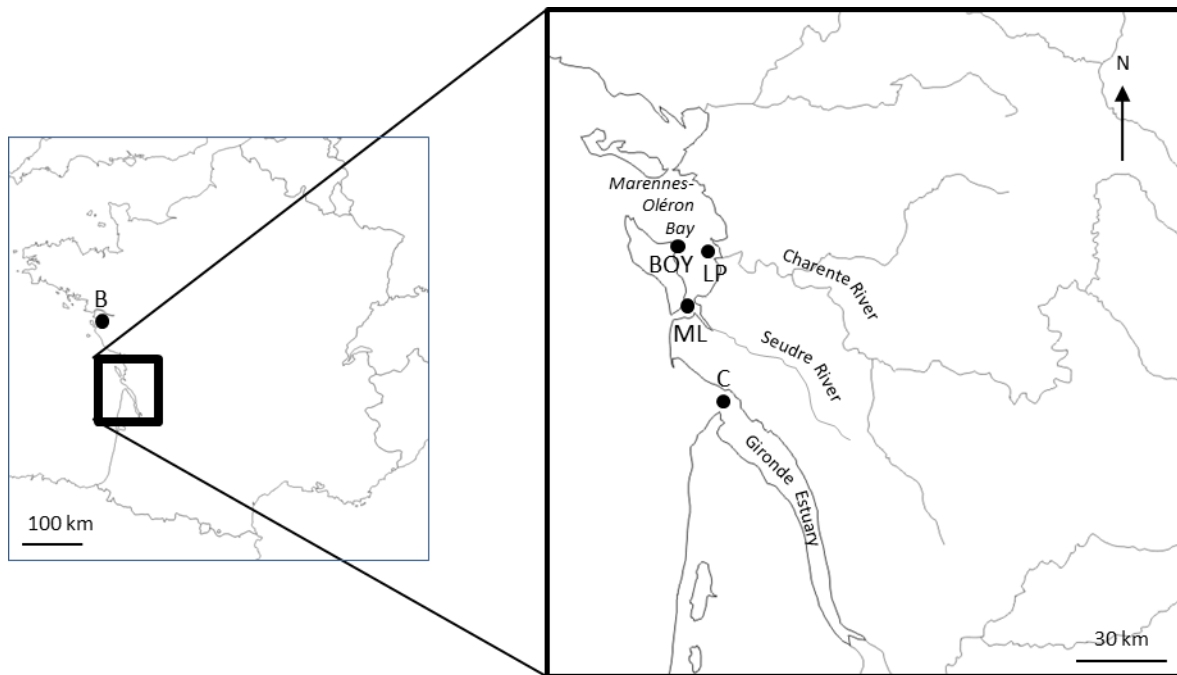 B
100 km
N
Marennes-
Oléron
Bay
BOY
LP
Charente River
ML
Seudre River
C
Gironde Estuary
30 km